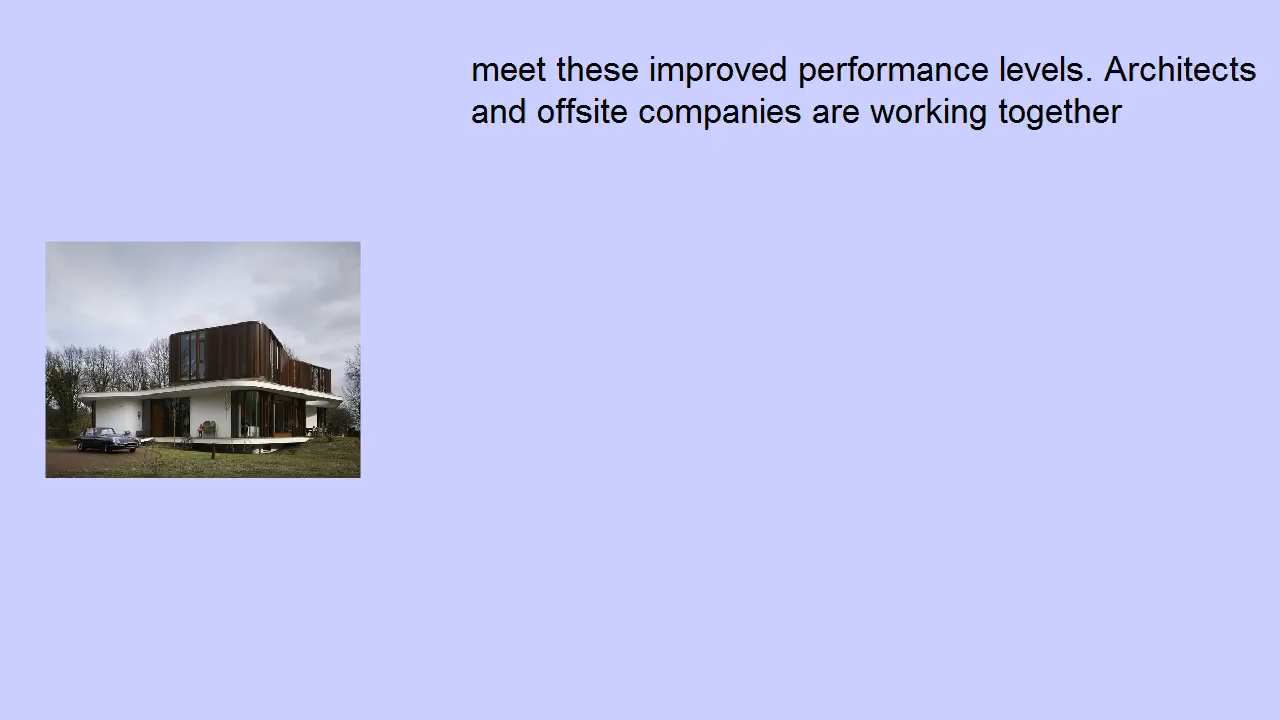 meet these improved performance levels. Architects
and offsite companies are working together